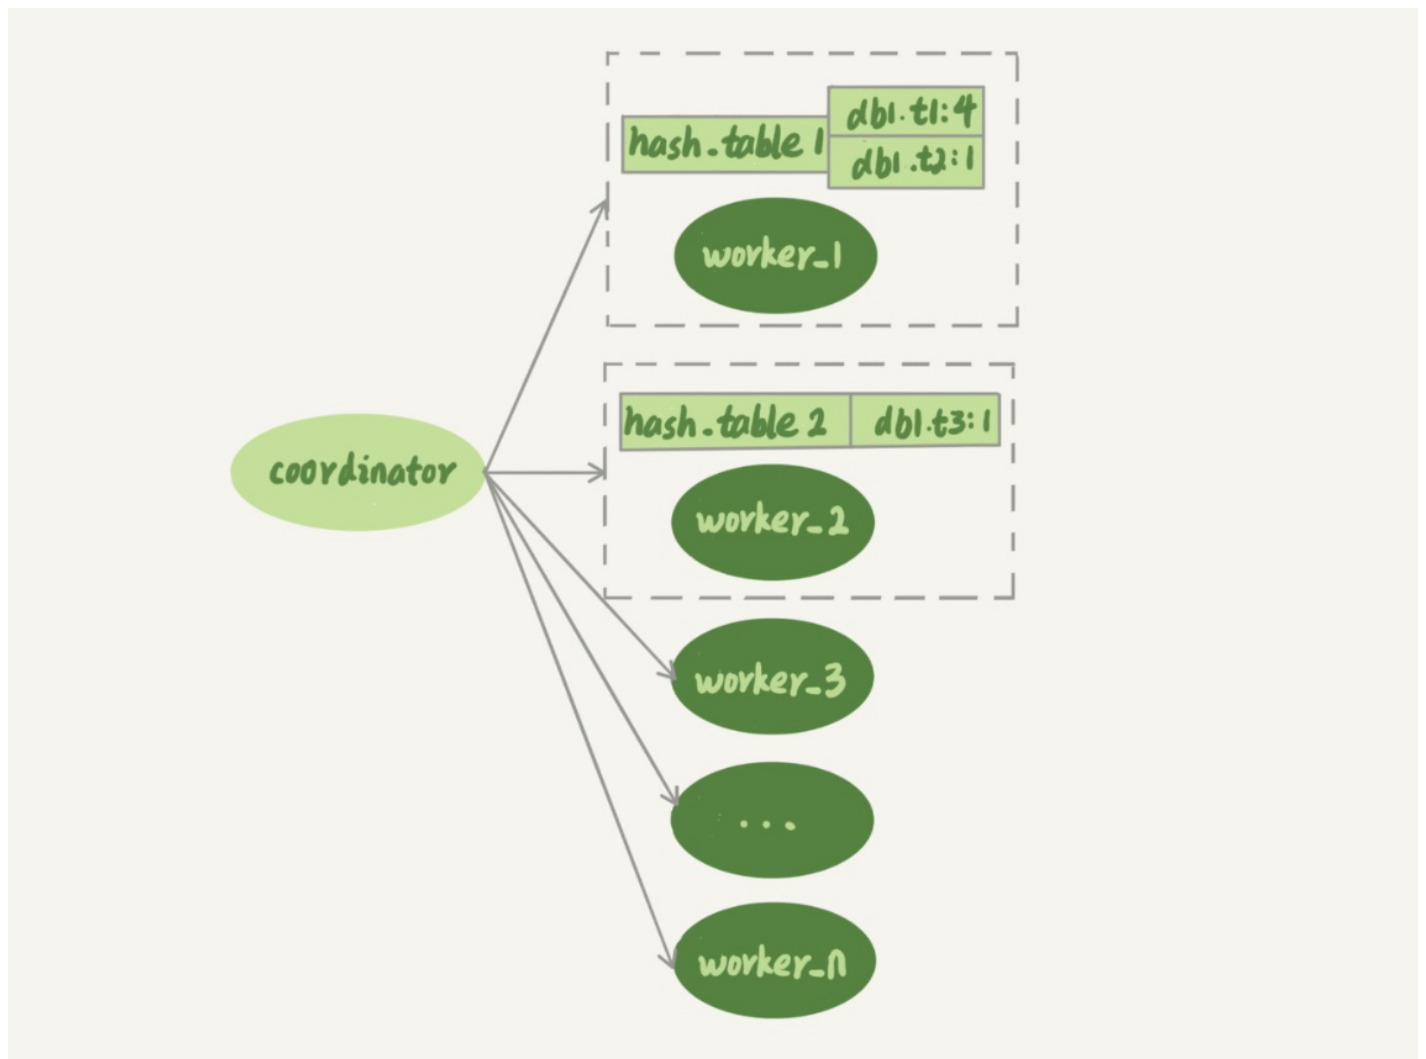 db1.t1:4
hash_table 1
db1.t2:1
worker_1
hash_table 2 db1.t3:1
coordinator
worker_2
worker_3
...
worker_n